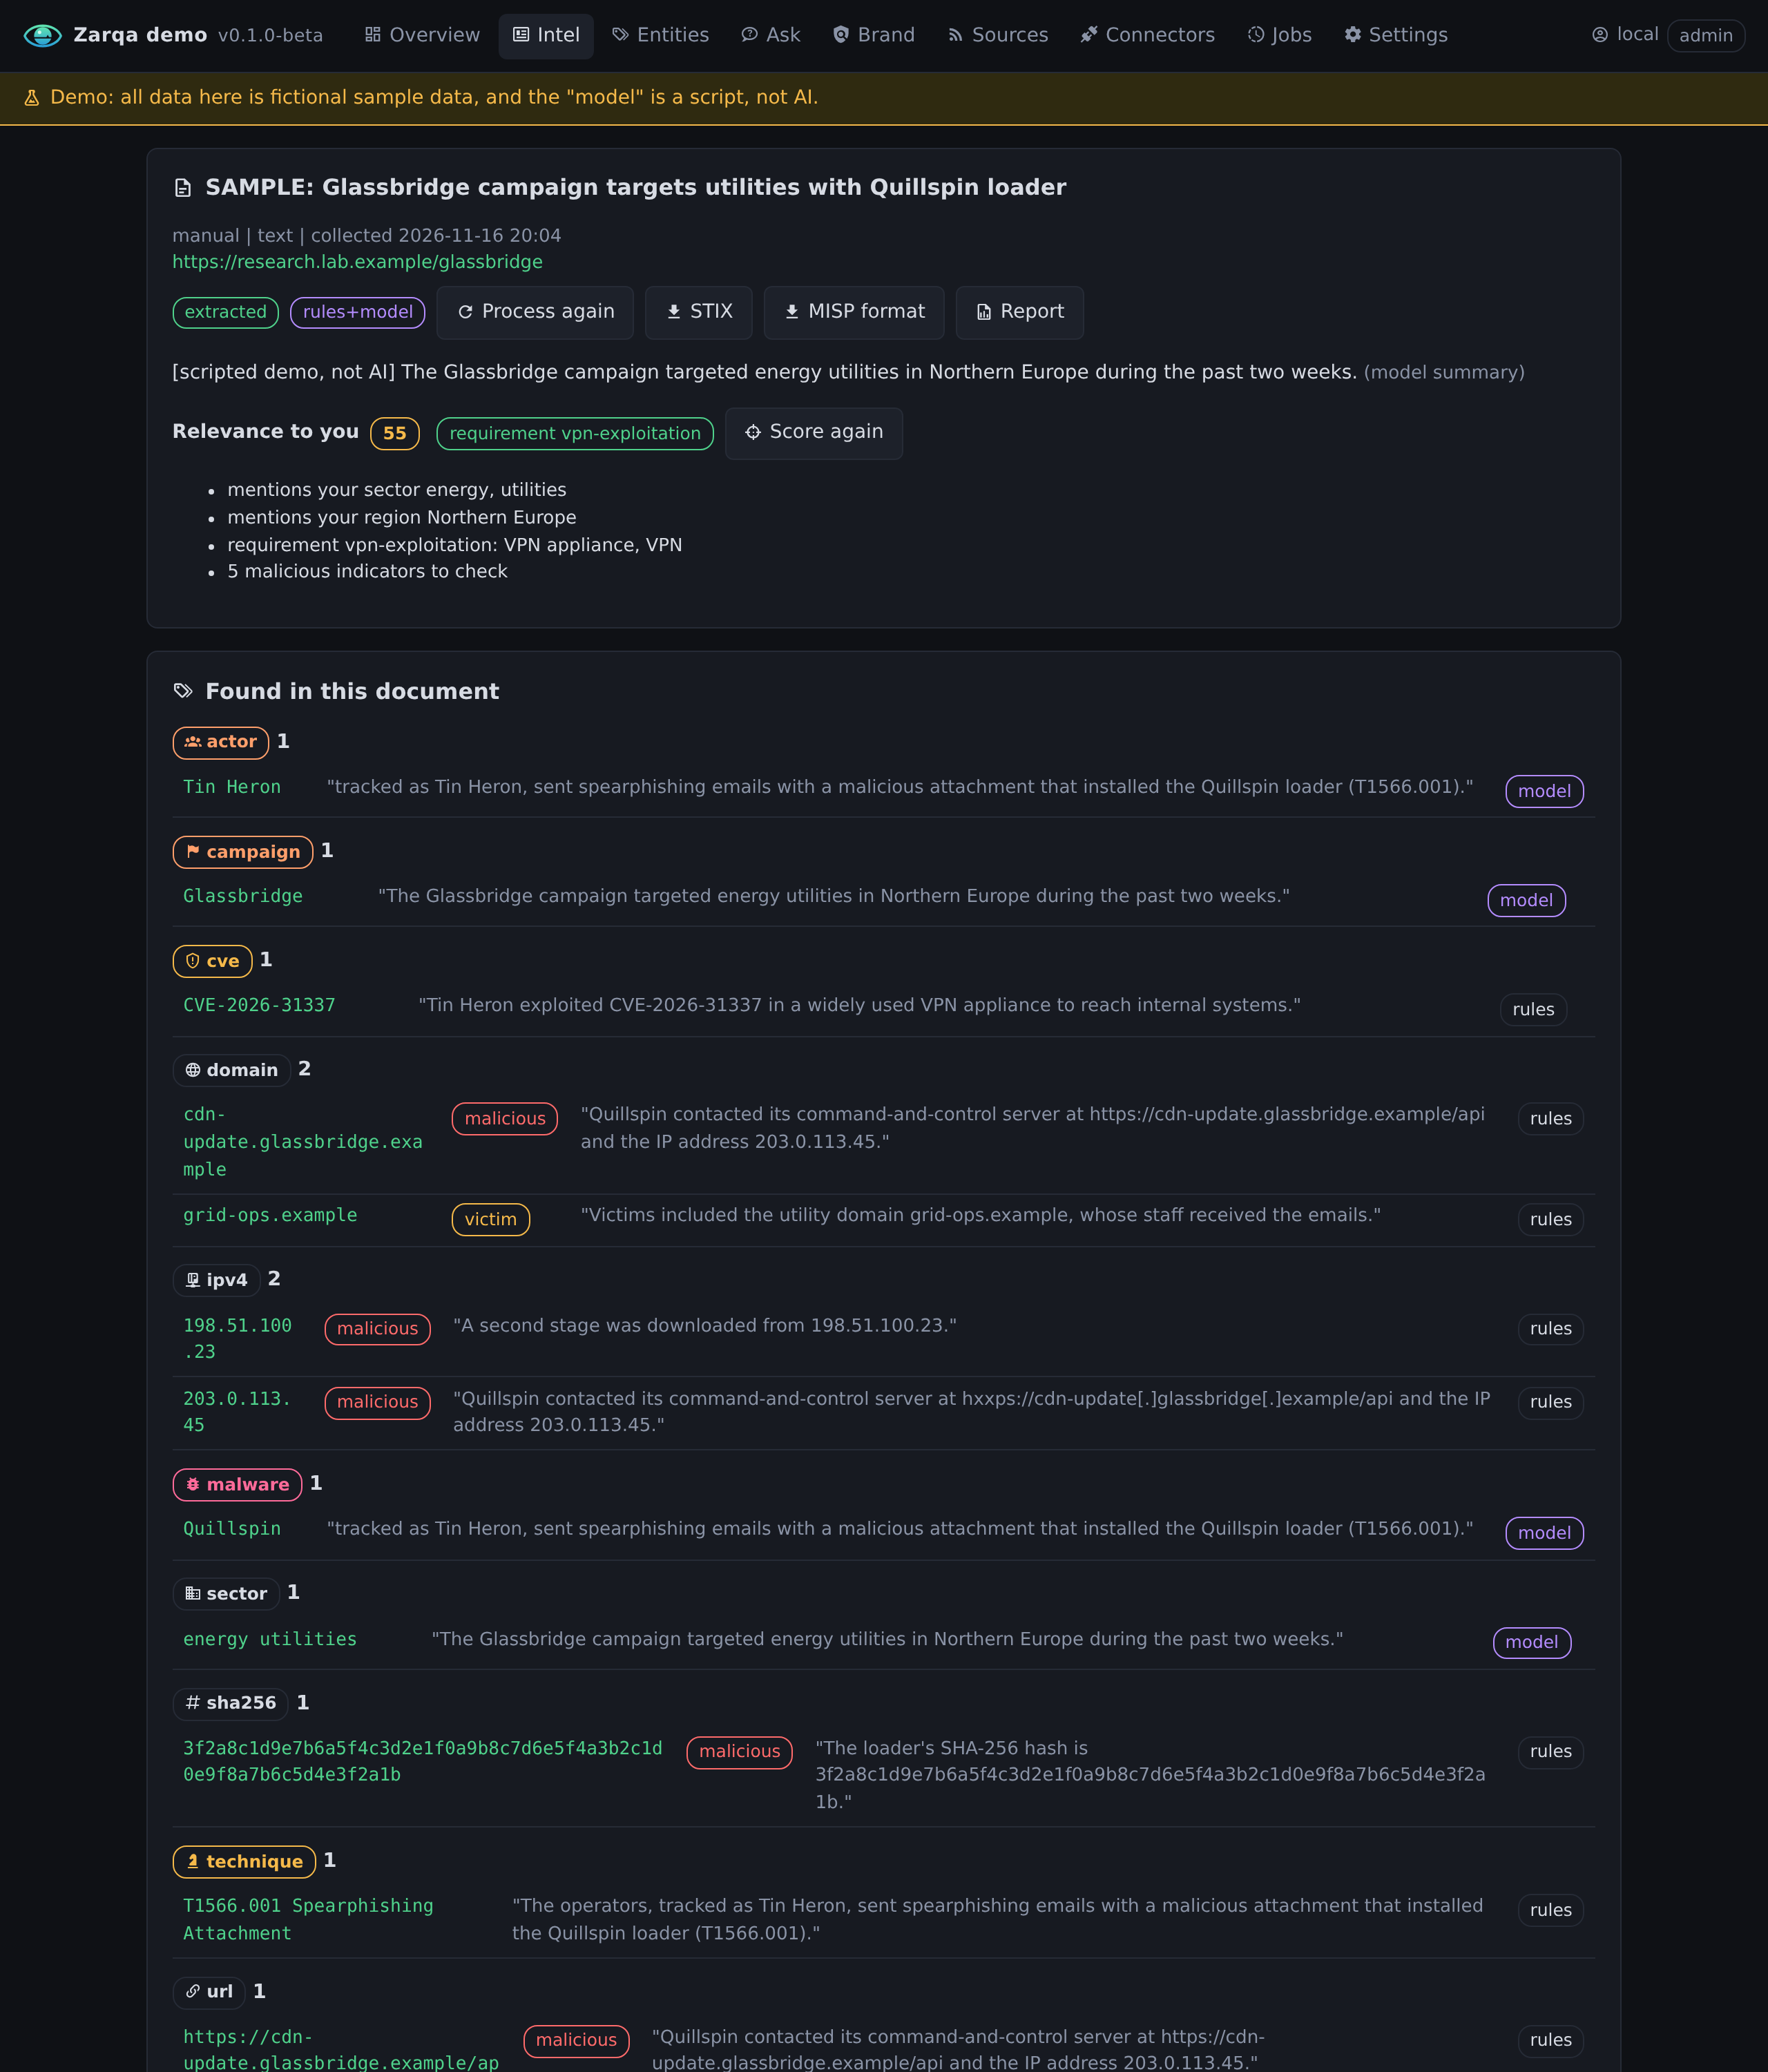 Zarqa demo v0.1.0-beta Overview Intel Entities Ask Brand Sources Connectors Jobs Settings local admin
Demo: all data here is fictional sample data, and the "model" is a script, not AI.
SAMPLE: Glassbridge campaign targets utilities with Quillspin loader
manual | text | collected 2026-11-16 20:04
https://research.lab.example/glassbridge
extracted rules+model Process again STIX MISP format Report
[scripted demo, not AI] The Glassbridge campaign targeted energy utilities in Northern Europe during the past two weeks. (model summary)
Relevance to you 55 requirement vpn-exploitation Score again
mentions your sector energy, utilities
mentions your region Northern Europe
requirement vpn-exploitation: VPN appliance, VPN
5 malicious indicators to check
Found in this document
actor 1
Tin Heron "tracked as Tin Heron, sent spearphishing emails with a malicious attachment that installed the Quillspin loader (T1566.001)." model
campaign 1
Glassbridge "The Glassbridge campaign targeted energy utilities in Northern Europe during the past two weeks." model
cve 1
CVE-2026-31337 "Tin Heron exploited CVE-2026-31337 in a widely used VPN appliance to reach internal systems." rules
domain 2
cdn- malicious "Quillspin contacted its command-and-control server at https://cdn-update.glassbridge.example/api rules
update.glassbridge.exa and the IP address 203.0.113.45."
mple
grid-ops.example victim "Victims included the utility domain grid-ops.example, whose staff received the emails." rules
ipv4 2
198.51.100 malicious "A second stage was downloaded from 198.51.100.23." rules
.23
203.0.113. malicious "Quillspin contacted its command-and-control server at hxxps://cdn-update[.]glassbridge[.]example/api and the IP rules
45 address 203.0.113.45."
malware 1
Quillspin "tracked as Tin Heron, sent spearphishing emails with a malicious attachment that installed the Quillspin loader (T1566.001)." model
sector 1
energy utilities "The Glassbridge campaign targeted energy utilities in Northern Europe during the past two weeks." model
sha256 1
3f2a8c1d9e7b6a5f4c3d2e1f0a9b8c7d6e5f4a3b2c1d malicious "The loader's SHA-256 hash is rules
0e9f8a7b6c5d4e3f2a1b 3f2a8c1d9e7b6a5f4c3d2e1f0a9b8c7d6e5f4a3b2c1d0e9f8a7b6c5d4e3f2a
1b."
technique 1
T1566.001 Spearphishing "The operators, tracked as Tin Heron, sent spearphishing emails with a malicious attachment that installed rules
Attachment the Quillspin loader (T1566.001)."
url 1
https://cdn- malicious "Quillspin contacted its command-and-control server at https://cdn- rules
update.glassbridge.example/ap update.glassbridge.example/api and the IP address 203.0.113.45."